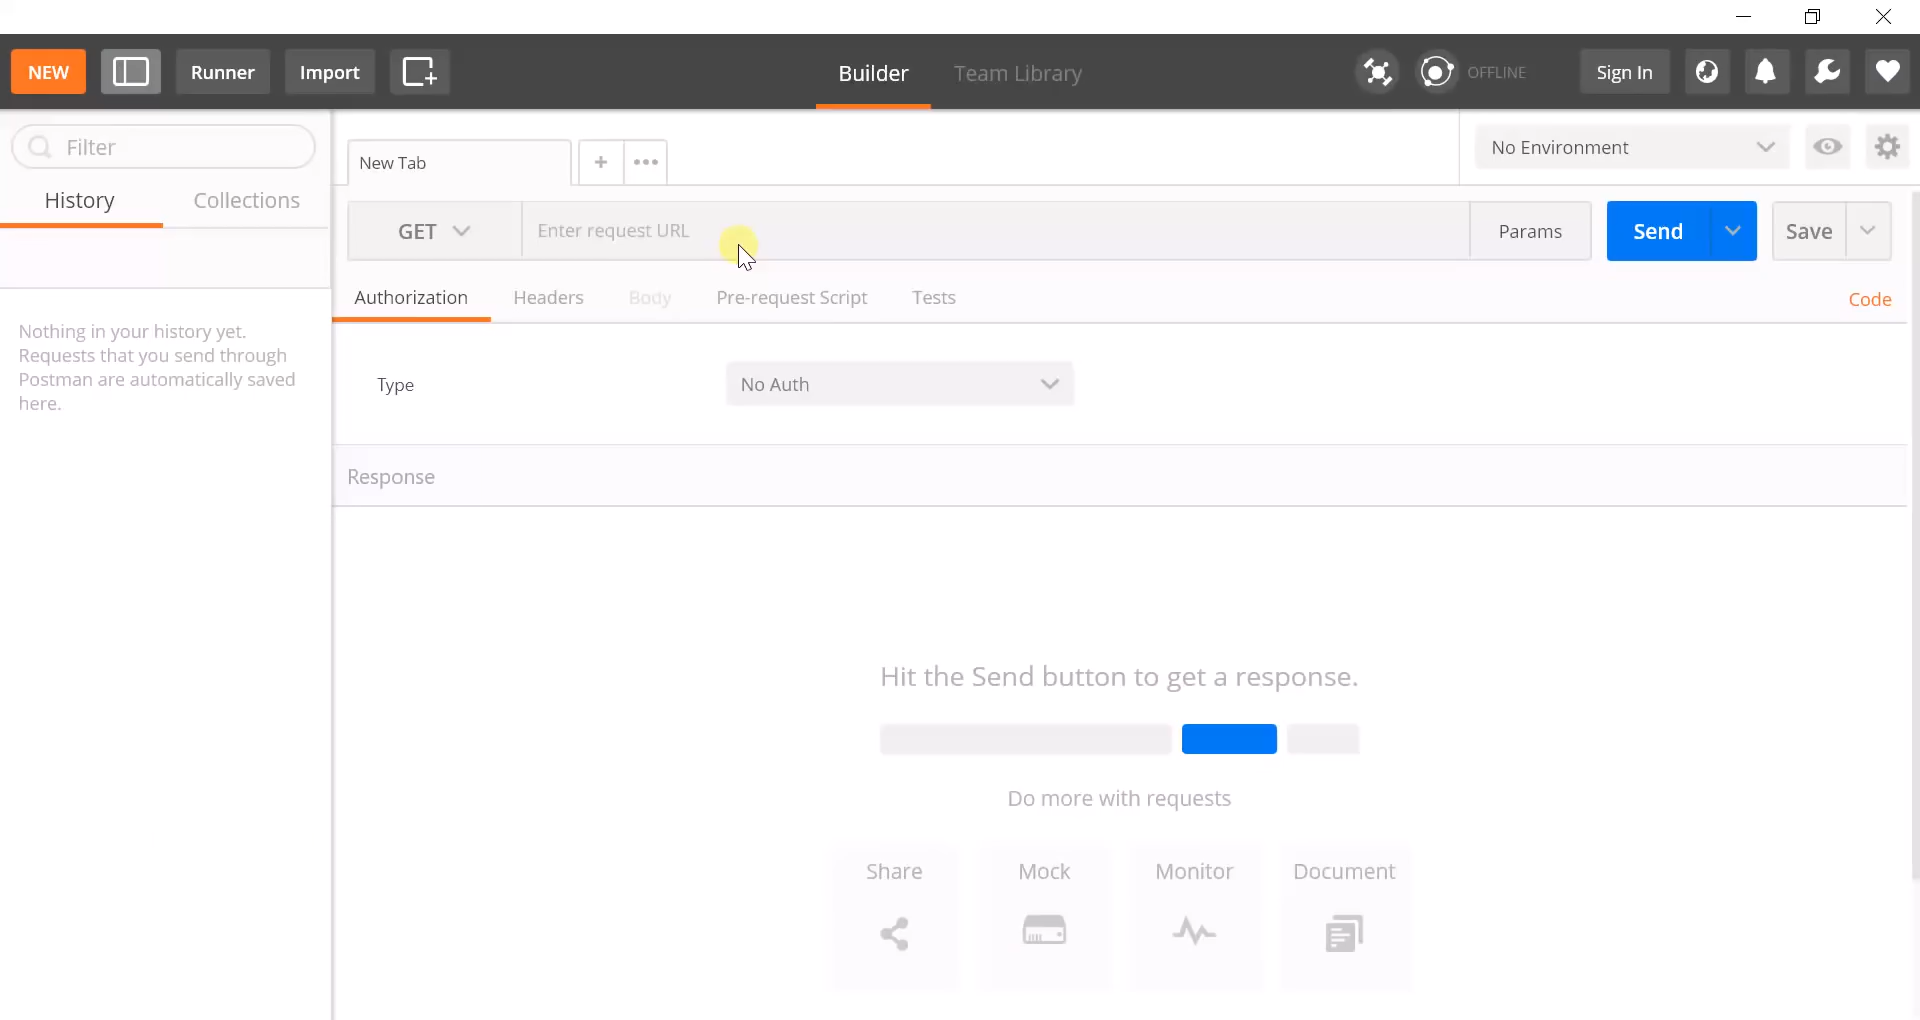 NEW
Runner
Import
Builder
Team Library
OFFLINE
Sign In
Filter
History
Collections
Nothing in your history yet.
Requests that you send through
Postman are automatically saved
here.
New Tab
+
•••
No Environment
GET
Enter request URL
Params
Send
Save
Authorization
Headers
Body
Pre-request Script
Tests
Code
Type
No Auth
Response
Hit the Send button to get a response.
Do more with requests
Share
Mock
Monitor
Document